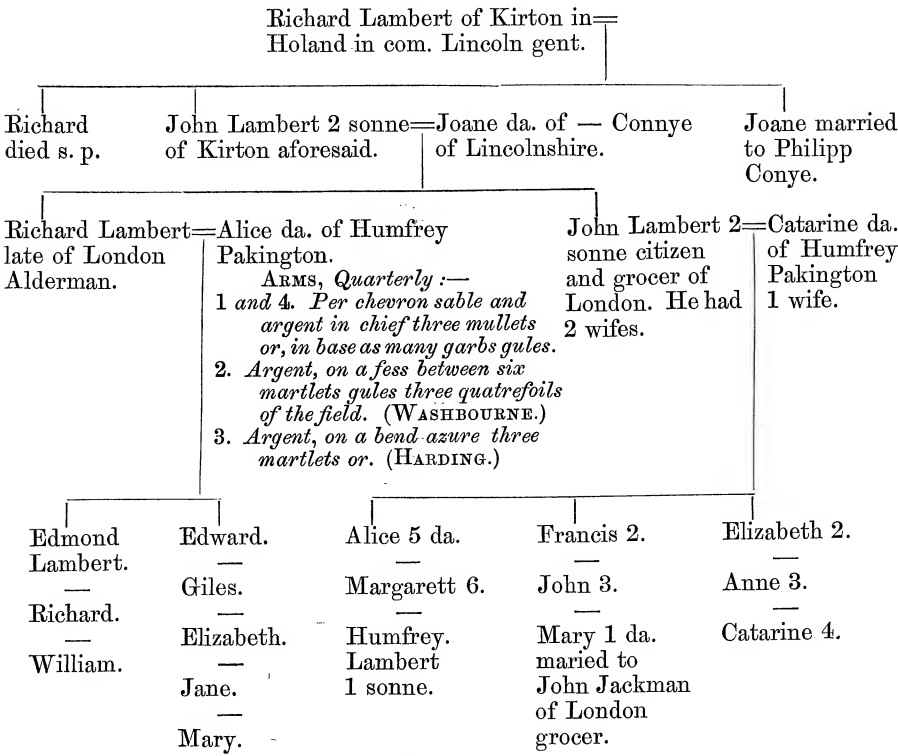 Richard Lambert of Kirton in=
Holand in com. Lincoln gent.
Richard
died s. p.
John Lambert 2 sonne=Joane da. of — Connye
of Kirton aforesaid.
of Lincolnshire.
Joane married
to Philipp
Conye.
Richard Lambert=Alice da. of Humfrey
late of London
Alderman.
Pakington.
ARMS, Quarterly :—
1 and 4. Per chevron sable and
argent in chief three mullets
or, in base as many garbs gules.
2. Argent, on a fess between six
martlets gules three quatrefoils
of the field. (WASHBOURNE.)
3. Argent, on a bend azure three
martlets or. (HARDING.)
John Lambert 2=Catarine da.
sonne citizen
and grocer of
London. He had
2 wifes.
of Humfrey
Pakington
1 wife.
Edmond
Lambert.
—
Richard.
—
William.
Edward.
—
Giles.
—
Elizabeth.
—
Jane.
—
Mary.
Alice 5 da.
—
Margarett 6.
—
Humfrey.
Lambert
1 sonne.
Francis 2.
—
John 3.
—
Mary 1 da.
maried to
John Jackman
of London
grocer.
Elizabeth 2.
—
Anne 3.
—
Catarine 4.